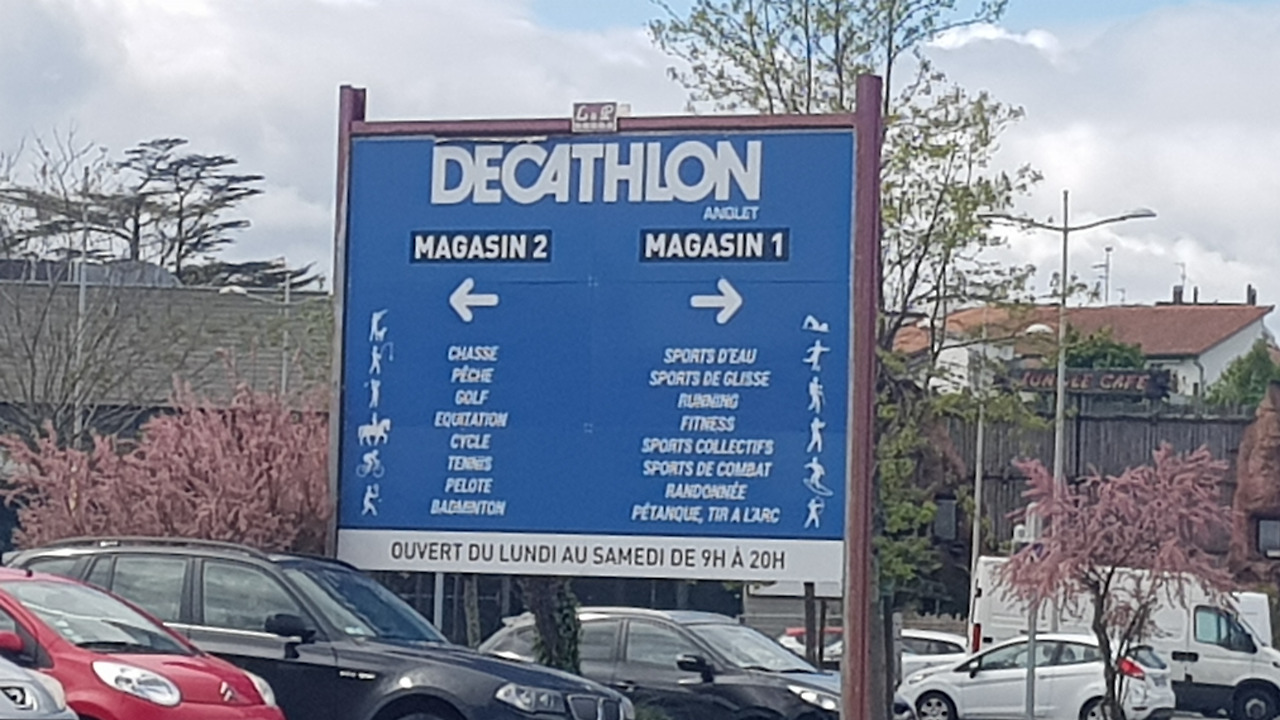 DECATHLON
ANGLET
MAGASIN 2
CHASSE
PÊCHE
GOLF
EQUITATION
CYCLE
TENNIS
PELOTE
BADMINTON
MAGASIN 1
SPORTS D'EAU
SPORTS DE GLISSE
RUNNING
FITNESS
SPORTS COLLECTIFS
SPORTS DE COMBAT
RANDONNÉE
PÉTANQUE, TIR A L'ARC
OUVERT DU LUNDI AU SAMEDI DE 9H À 20H
JUNGLE CAFE